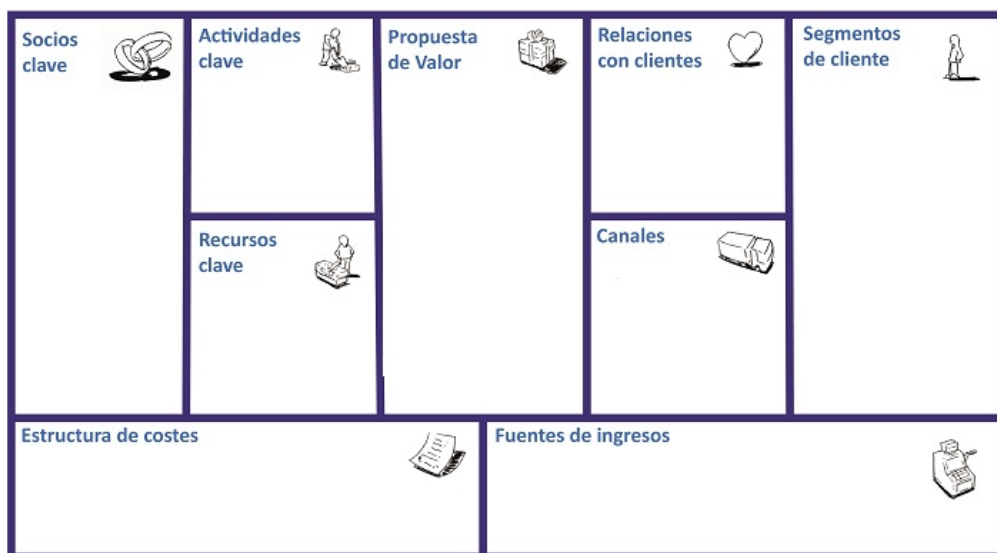 Socios
clave
Actividades
clave
Propuesta
de Valor
Relaciones
con clientes
Segmentos
de cliente
Recursos
clave
Canales
Estructura de costes
Fuentes de ingresos